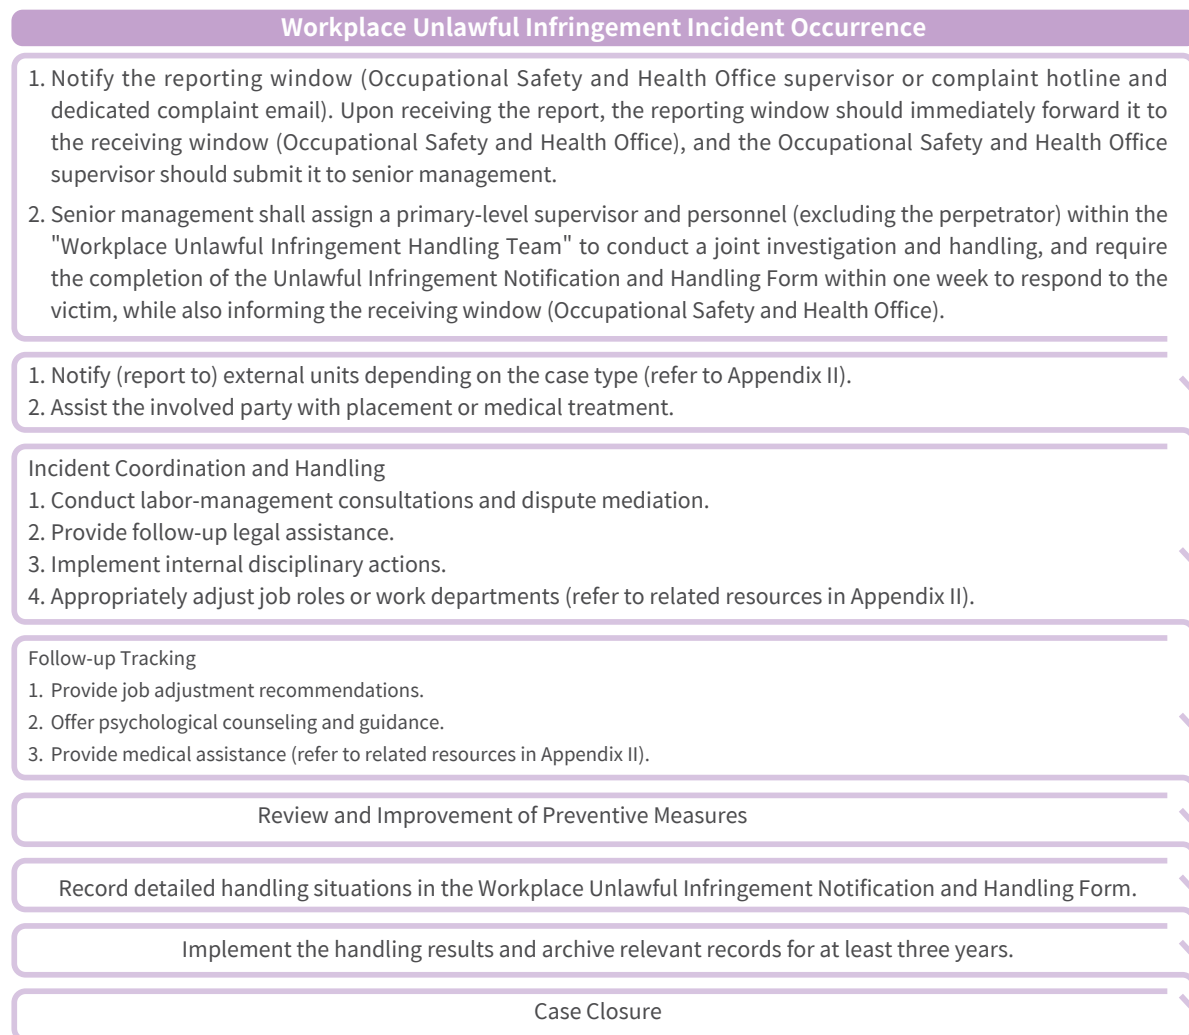 Workplace Unlawful Infringement Incident Occurrence
1. Notify the reporting window (Occupational Safety and Health Office supervisor or complaint hotline and
dedicated complaint email). Upon receiving the report, the reporting window should immediately forward it to
the receiving window (Occupational Safety and Health Office), and the Occupational Safety and Health Office
supervisor should submit it to senior management.
2. Senior management shall assign a primary-level supervisor and personnel (excluding the perpetrator) within the
"Workplace Unlawful Infringement Handling Team" to conduct a joint investigation and handling, and require
the completion of the Unlawful Infringement Notification and Handling Form within one week to respond to the
victim, while also informing the receiving window (Occupational Safety and Health Office).
1. Notify (report to) external units depending on the case type (refer to Appendix II).
2. Assist the involved party with placement or medical treatment.
Incident Coordination and Handling
1. Conduct labor-management consultations and dispute mediation.
2. Provide follow-up legal assistance.
3. Implement internal disciplinary actions.
4. Appropriately adjust job roles or work departments (refer to related resources in Appendix II).
Follow-up Tracking
1. Provide job adjustment recommendations.
2. Offer psychological counseling and guidance.
3. Provide medical assistance (refer to related resources in Appendix II).
Review and Improvement of Preventive Measures
Record detailed handling situations in the Workplace Unlawful Infringement Notification and Handling Form.
Implement the handling results and archive relevant records for at least three years.
Case Closure